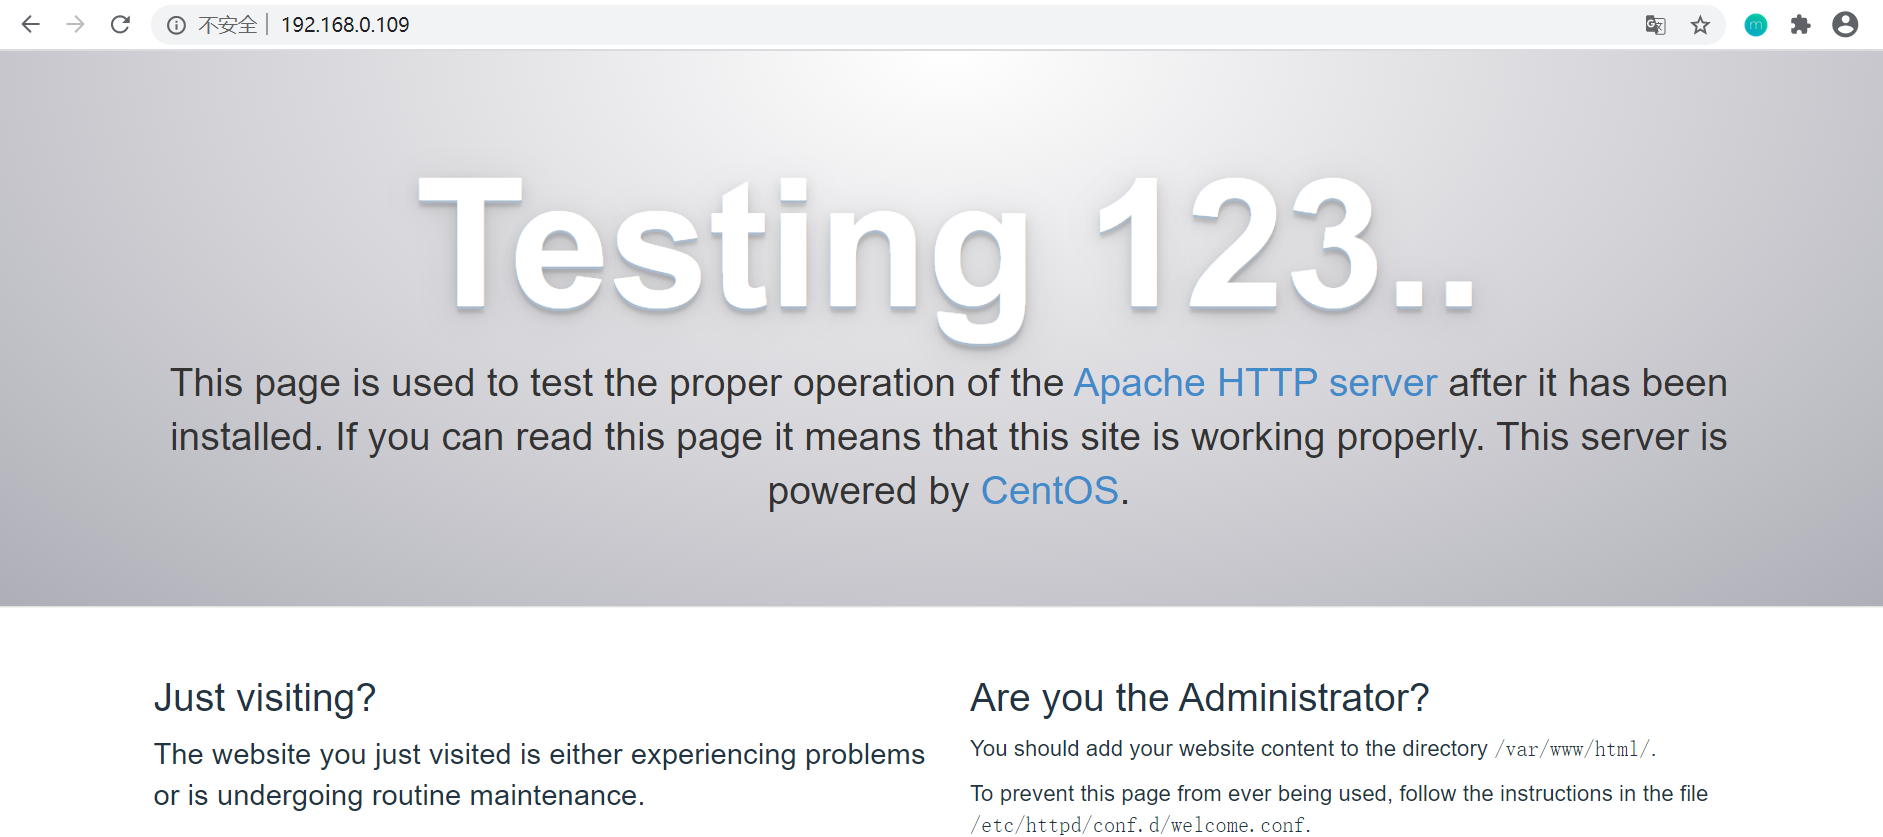 不安全 192.168.0.109
Testing 123..
This page is used to test the proper operation of the Apache HTTP server after it has been
installed. If you can read this page it means that this site is working properly. This server is
powered by CentOS.
Just visiting?
The website you just visited is either experiencing problems
or is undergoing routine maintenance.
Are you the Administrator?
You should add your website content to the directory /var/www/html/.
To prevent this page from ever being used, follow the instructions in the file
/etc/httpd/conf.d/welcome.conf.